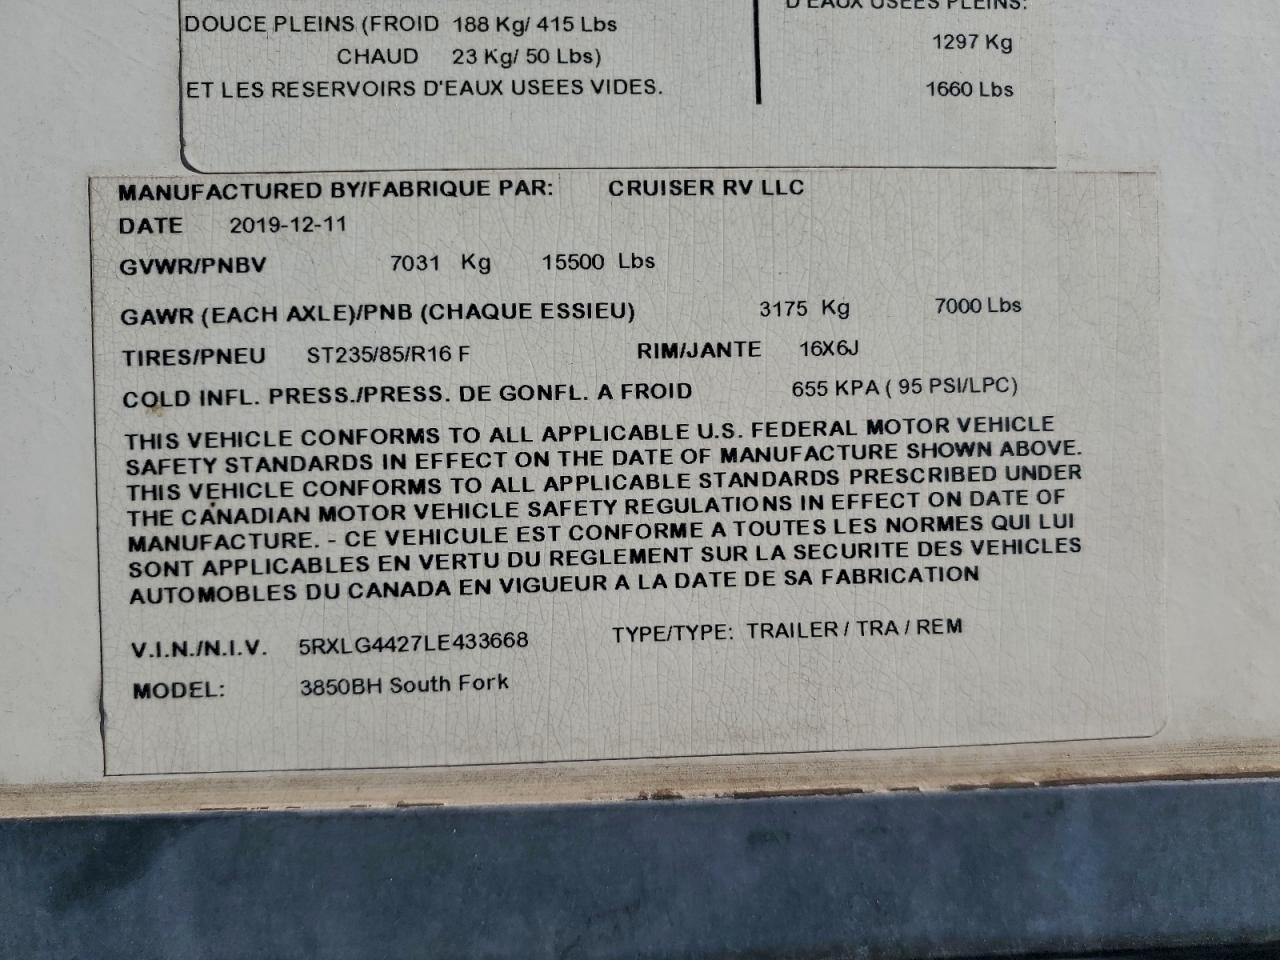 D'EAUX USEES PLEINS:
DOUCE PLEINS (FROID 188 Kg/ 415 Lbs
1297 Kg
CHAUD 23 Kg/ 50 Lbs)
ET LES RESERVOIRS D'EAUX USEES VIDES.
1660 Lbs
MANUFACTURED BY/FABRIQUE PAR: CRUISER RV LLC
DATE 2019-12-11
GVWR/PNBV 7031 Kg 15500 Lbs
GAWR (EACH AXLE)/PNB (CHAQUE ESSIEU) 3175 Kg 7000 Lbs
TIRES/PNEU ST235/85/R16 F RIM/JANTE 16X6J
COLD INFL. PRESS./PRESS. DE GONFL. A FROID 655 KPA ( 95 PSI/LPC)
THIS VEHICLE CONFORMS TO ALL APPLICABLE U.S. FEDERAL MOTOR VEHICLE
SAFETY STANDARDS IN EFFECT ON THE DATE OF MANUFACTURE SHOWN ABOVE.
THIS VEHICLE CONFORMS TO ALL APPLICABLE STANDARDS PRESCRIBED UNDER
THE CANADIAN MOTOR VEHICLE SAFETY REGULATIONS IN EFFECT ON DATE OF
MANUFACTURE. - CE VEHICULE EST CONFORME A TOUTES LES NORMES QUI LUI
SONT APPLICABLES EN VERTU DU REGLEMENT SUR LA SECURITE DES VEHICLES
AUTOMOBLES DU CANADA EN VIGUEUR A LA DATE DE SA FABRICATION
V.I.N./N.I.V. 5RXLG4427LE433668 TYPE/TYPE: TRAILER / TRA / REM
MODEL: 3850BH South Fork